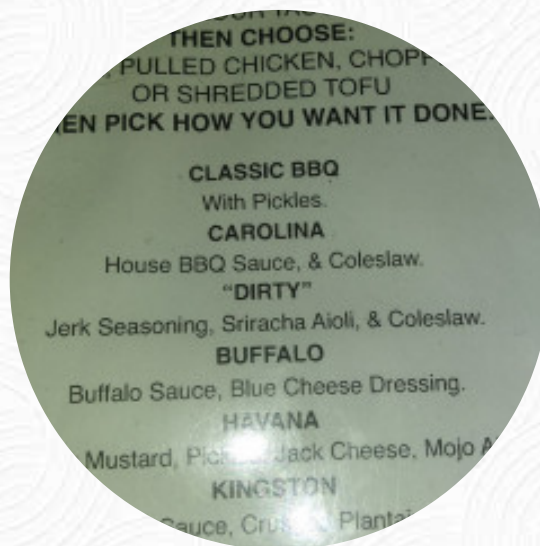 THEN CHOOSE:
PULLED CHICKEN,
OR SHREDDED TOFU
PICK HOW YOU WANT IT DONE
CLASSIC BBQ
With Pickles.
CAROLINA
House BBQ Sauce, & Coleslaw.
“DIRTY”
Jerk Seasoning, Sriracha Aioli, & Coleslaw.
BUFFALO
Buffalo Sauce, Blue Cheese Dressing.
HAVANA
Mustard, Jack Cheese, Mojo
KINGSTON
Sauce,